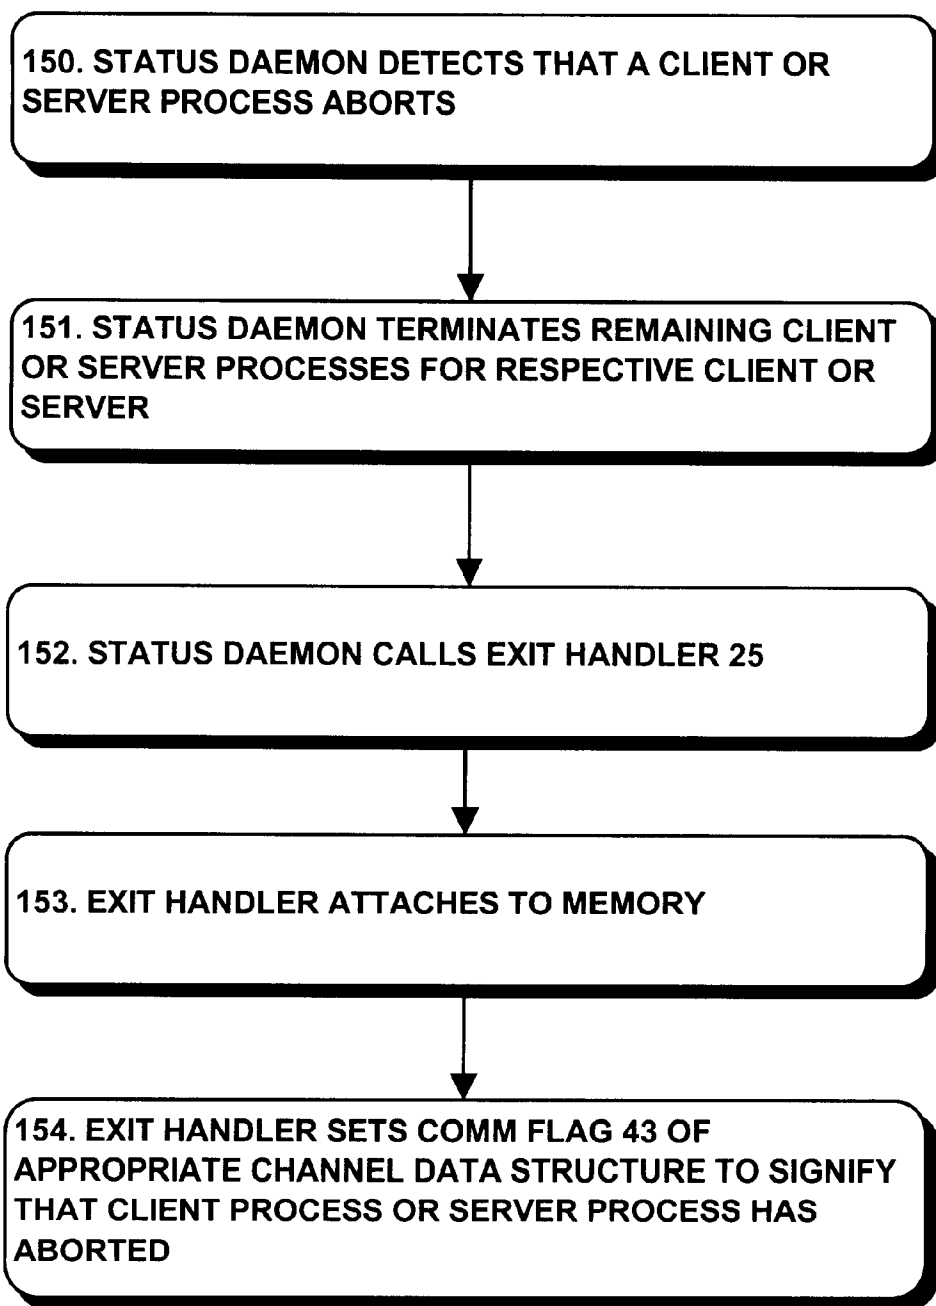 150. STATUS DAEMON DETECTS THAT A CLIENT OR
SERVER PROCESS ABORTS
151. STATUS DAEMON TERMINATES REMAINING CLIENT
OR SERVER PROCESSES FOR RESPECTIVE CLIENT OR
SERVER
152. STATUS DAEMON CALLS EXIT HANDLER 25
153. EXIT HANDLER ATTACHES TO MEMORY
154. EXIT HANDLER SETS COMM FLAG 43 OF
APPROPRIATE CHANNEL DATA STRUCTURE TO SIGNIFY
THAT CLIENT PROCESS OR SERVER PROCESS HAS
ABORTED